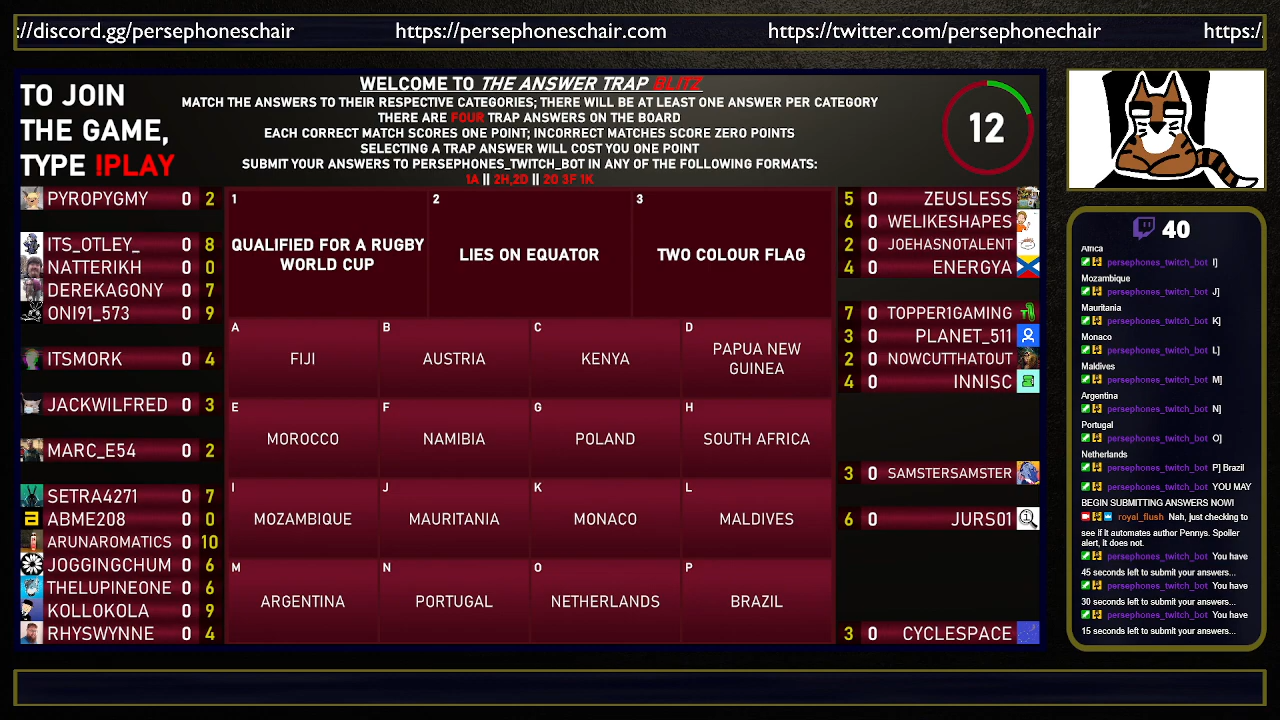 ://discord.gg/persephoneschair https://persephoneschair.com https://twitter.com/persephonechair https:/
TO JOIN
THE GAME,
TYPE !PLAY
WELCOME TO THE ANSWER TRAP BLITZ
MATCH THE ANSWERS TO THEIR RESPECTIVE CATEGORIES; THERE WILL BE AT LEAST ONE ANSWER PER CATEGORY
THERE ARE FOUR TRAP ANSWERS ON THE BOARD
EACH CORRECT MATCH SCORES ONE POINT; INCORRECT MATCHES SCORE ZERO POINTS
SELECTING A TRAP ANSWER WILL COST YOU ONE POINT
SUBMIT YOUR ANSWERS TO PERSEPHONES_TWITCH_BOT IN ANY OF THE FOLLOWING FORMATS:
1A || 2H,2D || 2O 3F 1K
12
PYROPYGMY 0 2
ITS_OTLEY_ 0 8
NATTERIKH 0 0
DEREKAGONY 0 7
ONI91_573 0 9
ITSMORK 0 4
JACKWILFRED 0 3
MARC_E54 0 2
SETRA4271 0 7
ABME208 0 0
ARUNAROMATICS 0 10
JOGGINGCHUM 0 6
THELUPINEONE 0 6
KOLLOKOLA 0 9
RHYSWYNNE 0 4
1
QUALIFIED FOR A RUGBY
WORLD CUP
2
LIES ON EQUATOR
3
TWO COLOUR FLAG
A
FIJI
B
AUSTRIA
C
KENYA
D
PAPUA NEW
GUINEA
E
MOROCCO
F
NAMIBIA
G
POLAND
H
SOUTH AFRICA
I
MOZAMBIQUE
J
MAURITANIA
K
MONACO
L
MALDIVES
M
ARGENTINA
N
PORTUGAL
O
NETHERLANDS
P
BRAZIL
5 0 ZEUSLESS
6 0 WELIKESHAPES
2 0 JOEHASNOTALENT
4 0 ENERGYA
7 0 TOPPER1GAMING
3 0 PLANET_511
2 0 NOWCUTTHATOUT
4 0 INNISC
3 0 SAMSTERSAMSTER
6 0 JURS01
3 0 CYCLESPACE
40
Africa
persephones_twitch_bot I]
Mozambique
persephones_twitch_bot J]
Mauritania
persephones_twitch_bot K]
Monaco
persephones_twitch_bot L]
Maldives
persephones_twitch_bot M]
Argentina
persephones_twitch_bot N]
Portugal
persephones_twitch_bot O]
Netherlands
persephones_twitch_bot P] Brazil
persephones_twitch_bot YOU MAY
BEGIN SUBMITTING ANSWERS NOW!
royal_flush Nah, just checking to
see If it automates author Pennys. Spoiler
alert, it does not.
persephones_twitch_bot You have
45 seconds left to submit your answers...
persephones_twitch_bot You have
30 seconds left to submit your answers...
persephones_twitch_bot You have
15 seconds left to submit your answers...